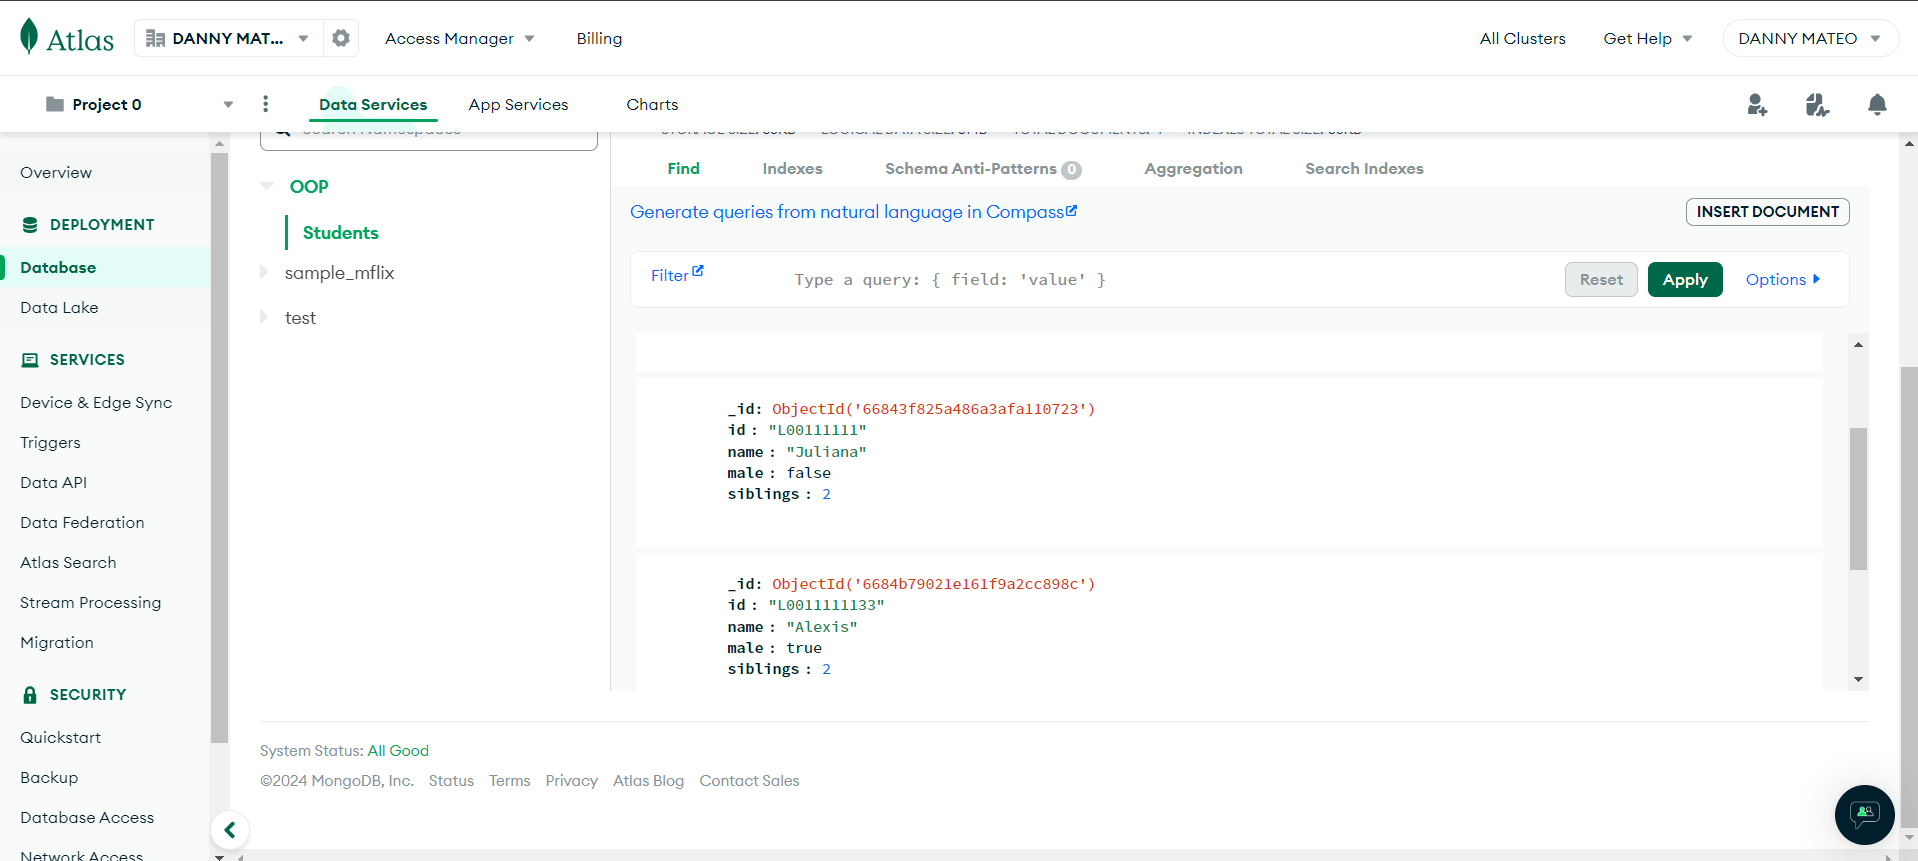 Atlas
DANNY MAT...
Access Manager
Billing
All Clusters
Get Help
DANNY MATEO
Project 0
Data Services
App Services
Charts
Overview
DEPLOYMENT
Database
Data Lake
SERVICES
Device & Edge Sync
Triggers
Data API
Data Federation
Atlas Search
Stream Processing
Migration
SECURITY
Quickstart
Backup
Database Access
Network Access
Search Namespaces
OOP
Students
sample_mflix
test
Find
Indexes
Schema Anti-Patterns 0
Aggregation
Search Indexes
Generate queries from natural language in Compass
INSERT DOCUMENT
Filter
Type a query: { field: 'value' }
Reset
Apply
Options
_id: ObjectId('66843f825a486a3afa110723')
id : "L00111111"
name : "Juliana"
male : false
siblings : 2
_id: ObjectId('6684b79021e161f9a2cc898c')
id : "L0011111133"
name : "Alexis"
male : true
siblings : 2
System Status: All Good
©2024 MongoDB, Inc. Status Terms Privacy Atlas Blog Contact Sales